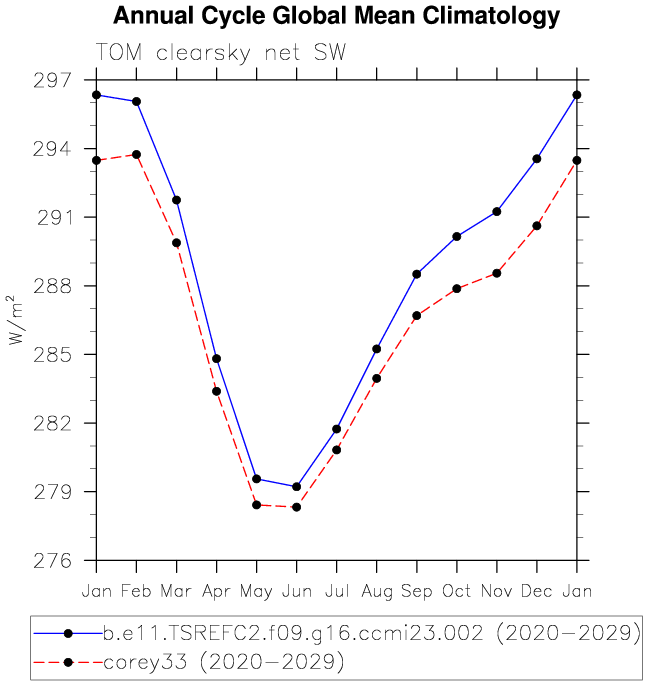 Annual Cycle Global Mean Climatology
TOM clearsky net SW
297
294
291
288
285
282
279
276
W/m²
Jan Feb Mar Apr May Jun Jul Aug Sep Oct Nov Dec Jan
b.e11.TSREFC2.f09.g16.ccmi23.002 (2020-2029)
corey33 (2020-2029)